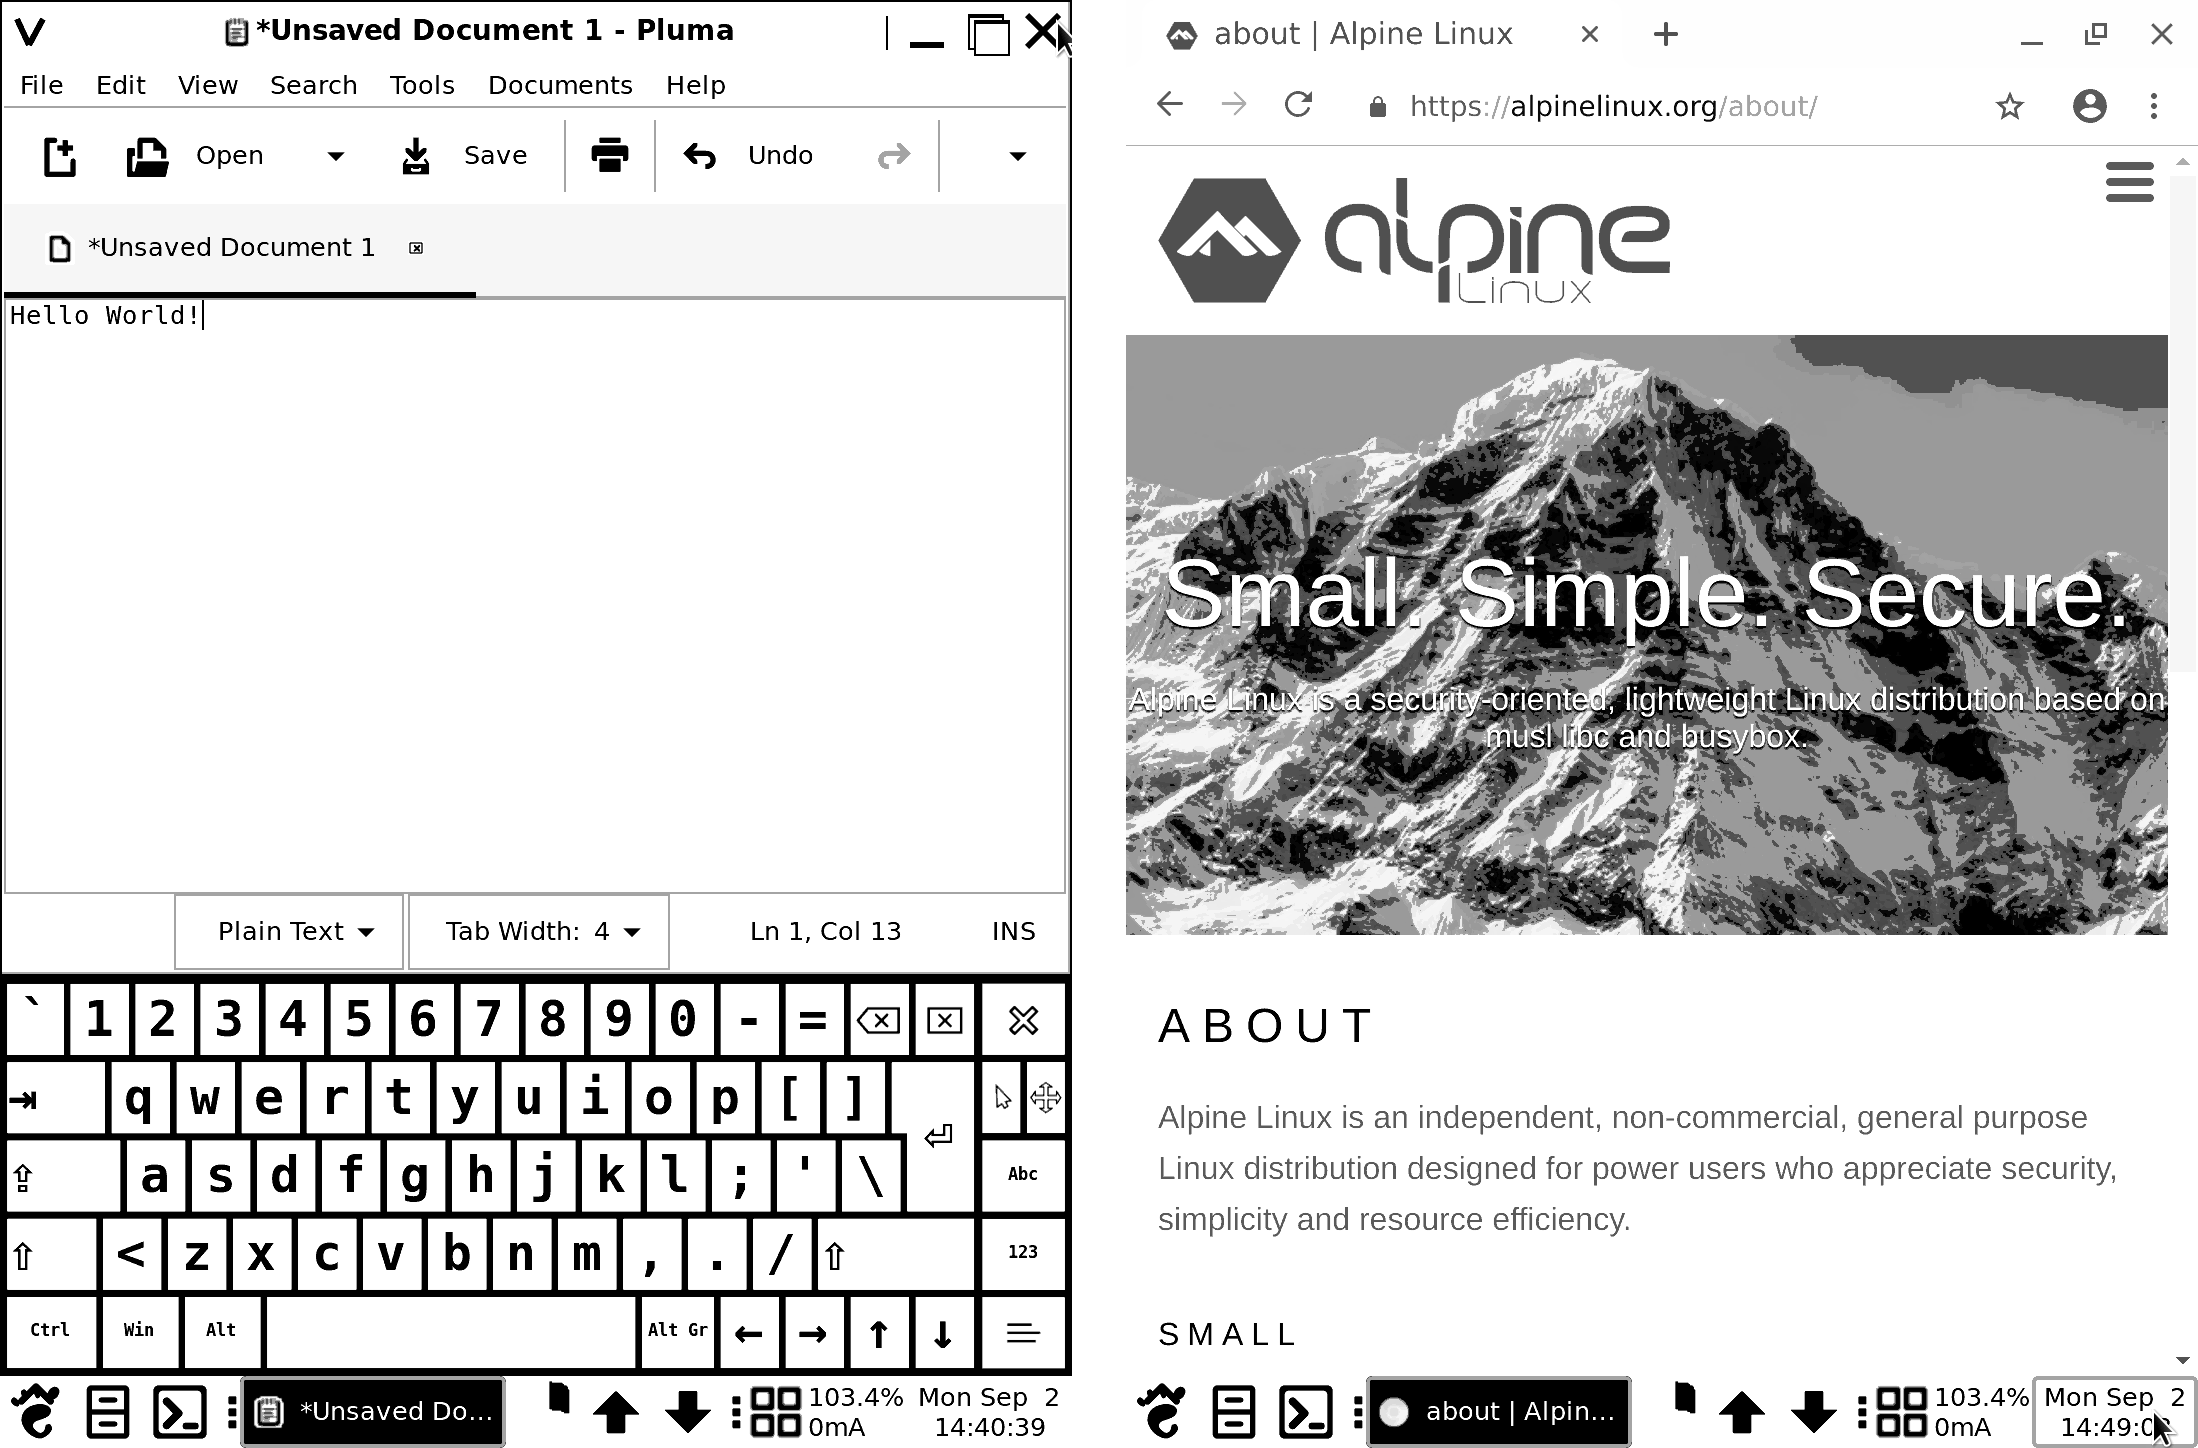 *Unsaved Document 1 - Pluma
File Edit View Search Tools Documents Help
Open Save Undo
*Unsaved Document 1
Hello World!
Plain Text Tab Width: 4 Ln 1, Col 13 INS
` 1 2 3 4 5 6 7 8 9 0 - =
q w e r t y u i o p [ ]
a s d f g h j k l ; ' \ Abc
< z x c v b n m , . / 123
Ctrl Win Alt Alt Gr ← → ↑ ↓
*Unsaved Do... 103.4% Mon Sep 2
0mA 14:40:39
about | Alpine Linux
https://alpinelinux.org/about/
alpine
Linux
Small. Simple. Secure.
Alpine Linux is a security-oriented, lightweight Linux distribution based on
musl libc and busybox.
ABOUT
Alpine Linux is an independent, non-commercial, general purpose
Linux distribution designed for power users who appreciate security,
simplicity and resource efficiency.
SMALL
about | Alpin... 103.4% Mon Sep 2
0mA